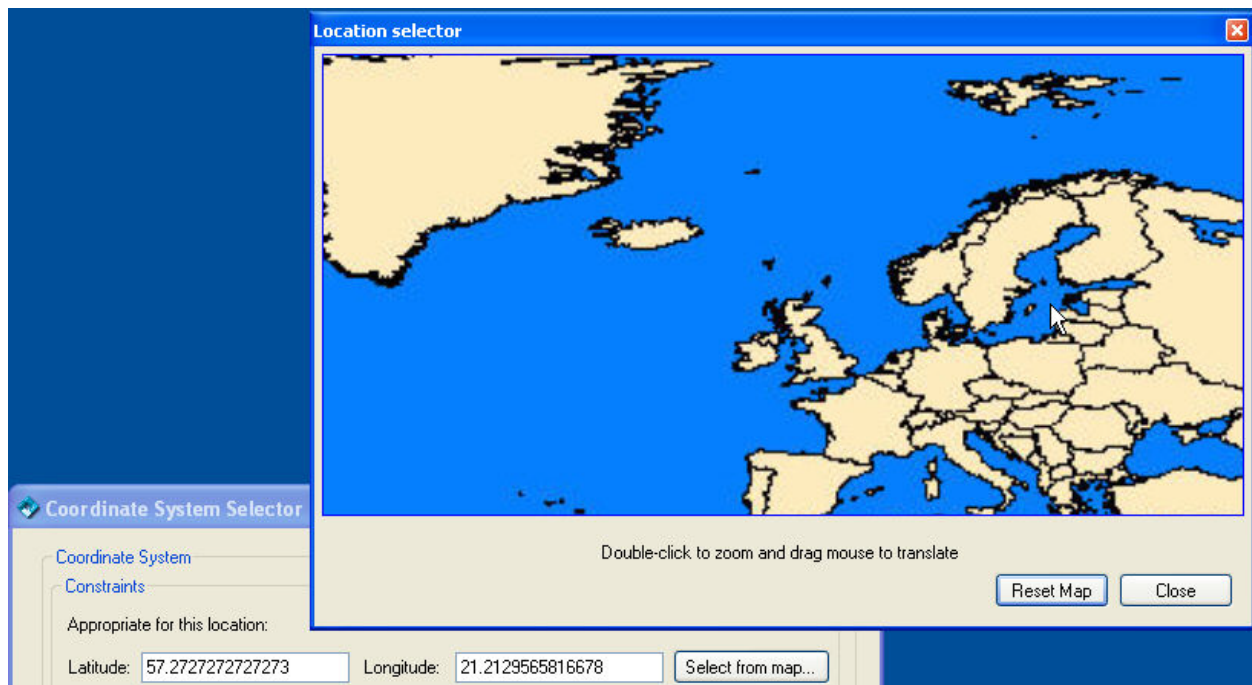 Location selector
Double-click to zoom and drag mouse to translate
Reset Map
Close
Coordinate System Selector
Coordinate System
Constraints
Appropriate for this location:
Latitude: 57.2727272727273 Longitude: 21.2129565816678 Select from map...